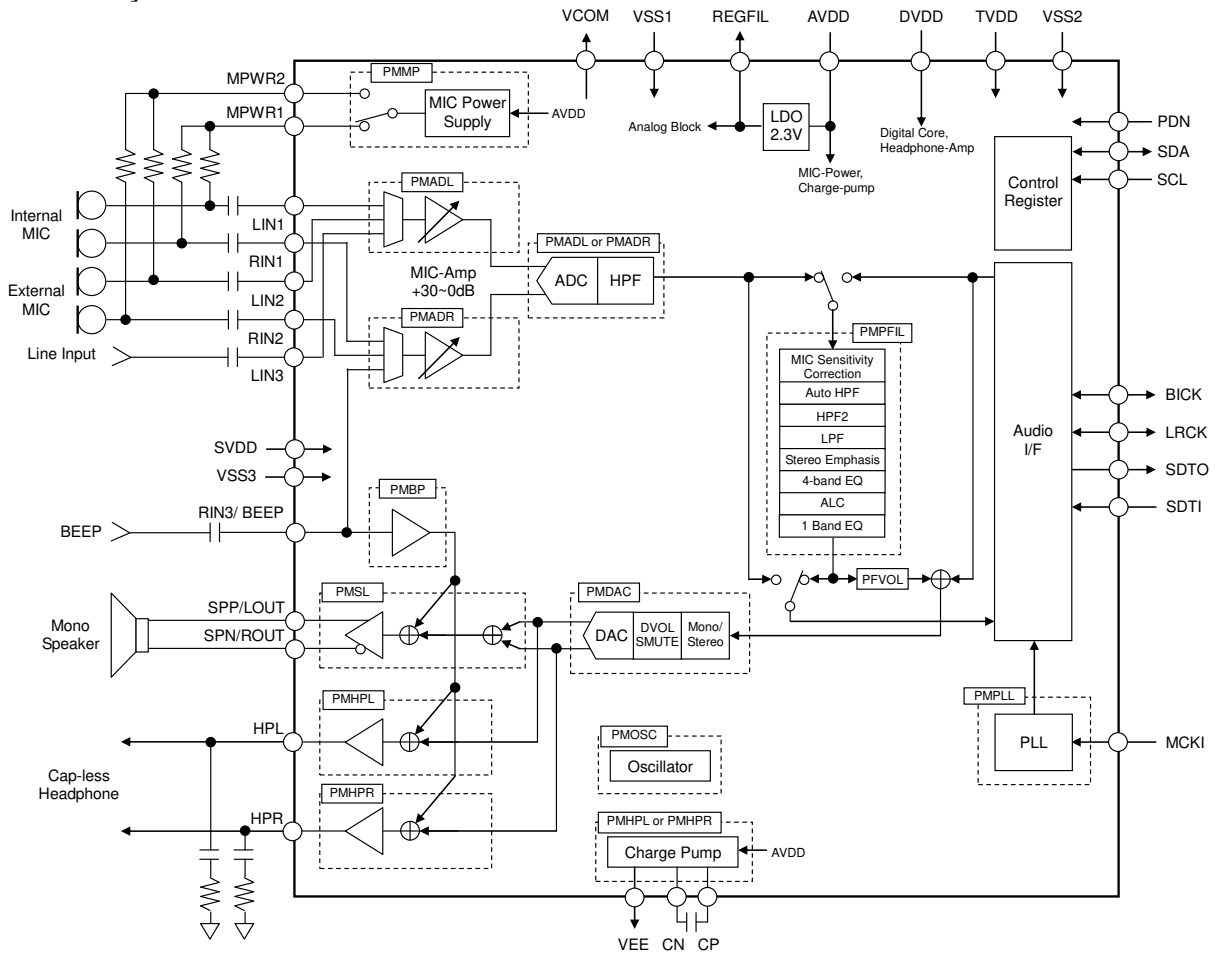 VCOM VSS1 REGFIL AVDD DVDD TVDD VSS2
MPWR2
PMMP
MIC Power
Supply
AVDD
MPWR1
Analog Block
LDO
2.3V
Digital Core,
Headphone-Amp
MIC-Power,
Charge-pump
PDN
SDA
SCL
Control
Register
Internal
MIC
External
MIC
Line Input
LIN1
RIN1
LIN2
RIN2
LIN3
PMADL
MIC-Amp
+30~0dB
PMADR
PMADL or PMADR
ADC HPF
PMPFIL
MIC Sensitivity
Correction
Auto HPF
HPF2
LPF
Stereo Emphasis
4-band EQ
ALC
1 Band EQ
Audio
I/F
BICK
LRCK
SDTO
SDTI
SVDD
VSS3
RIN3/ BEEP
BEEP
PMBP
PFVOL
Mono
Speaker
SPP/LOUT
SPN/ROUT
PMSL
PMDAC
DAC
DVOL
SMUTE
Mono/
Stereo
PMPLL
PLL
MCKI
HPL
PMHPL
Cap-less
Headphone
HPR
PMHPR
PMOSC
Oscillator
PMHPL or PMHPR
Charge Pump
AVDD
VEE CN CP